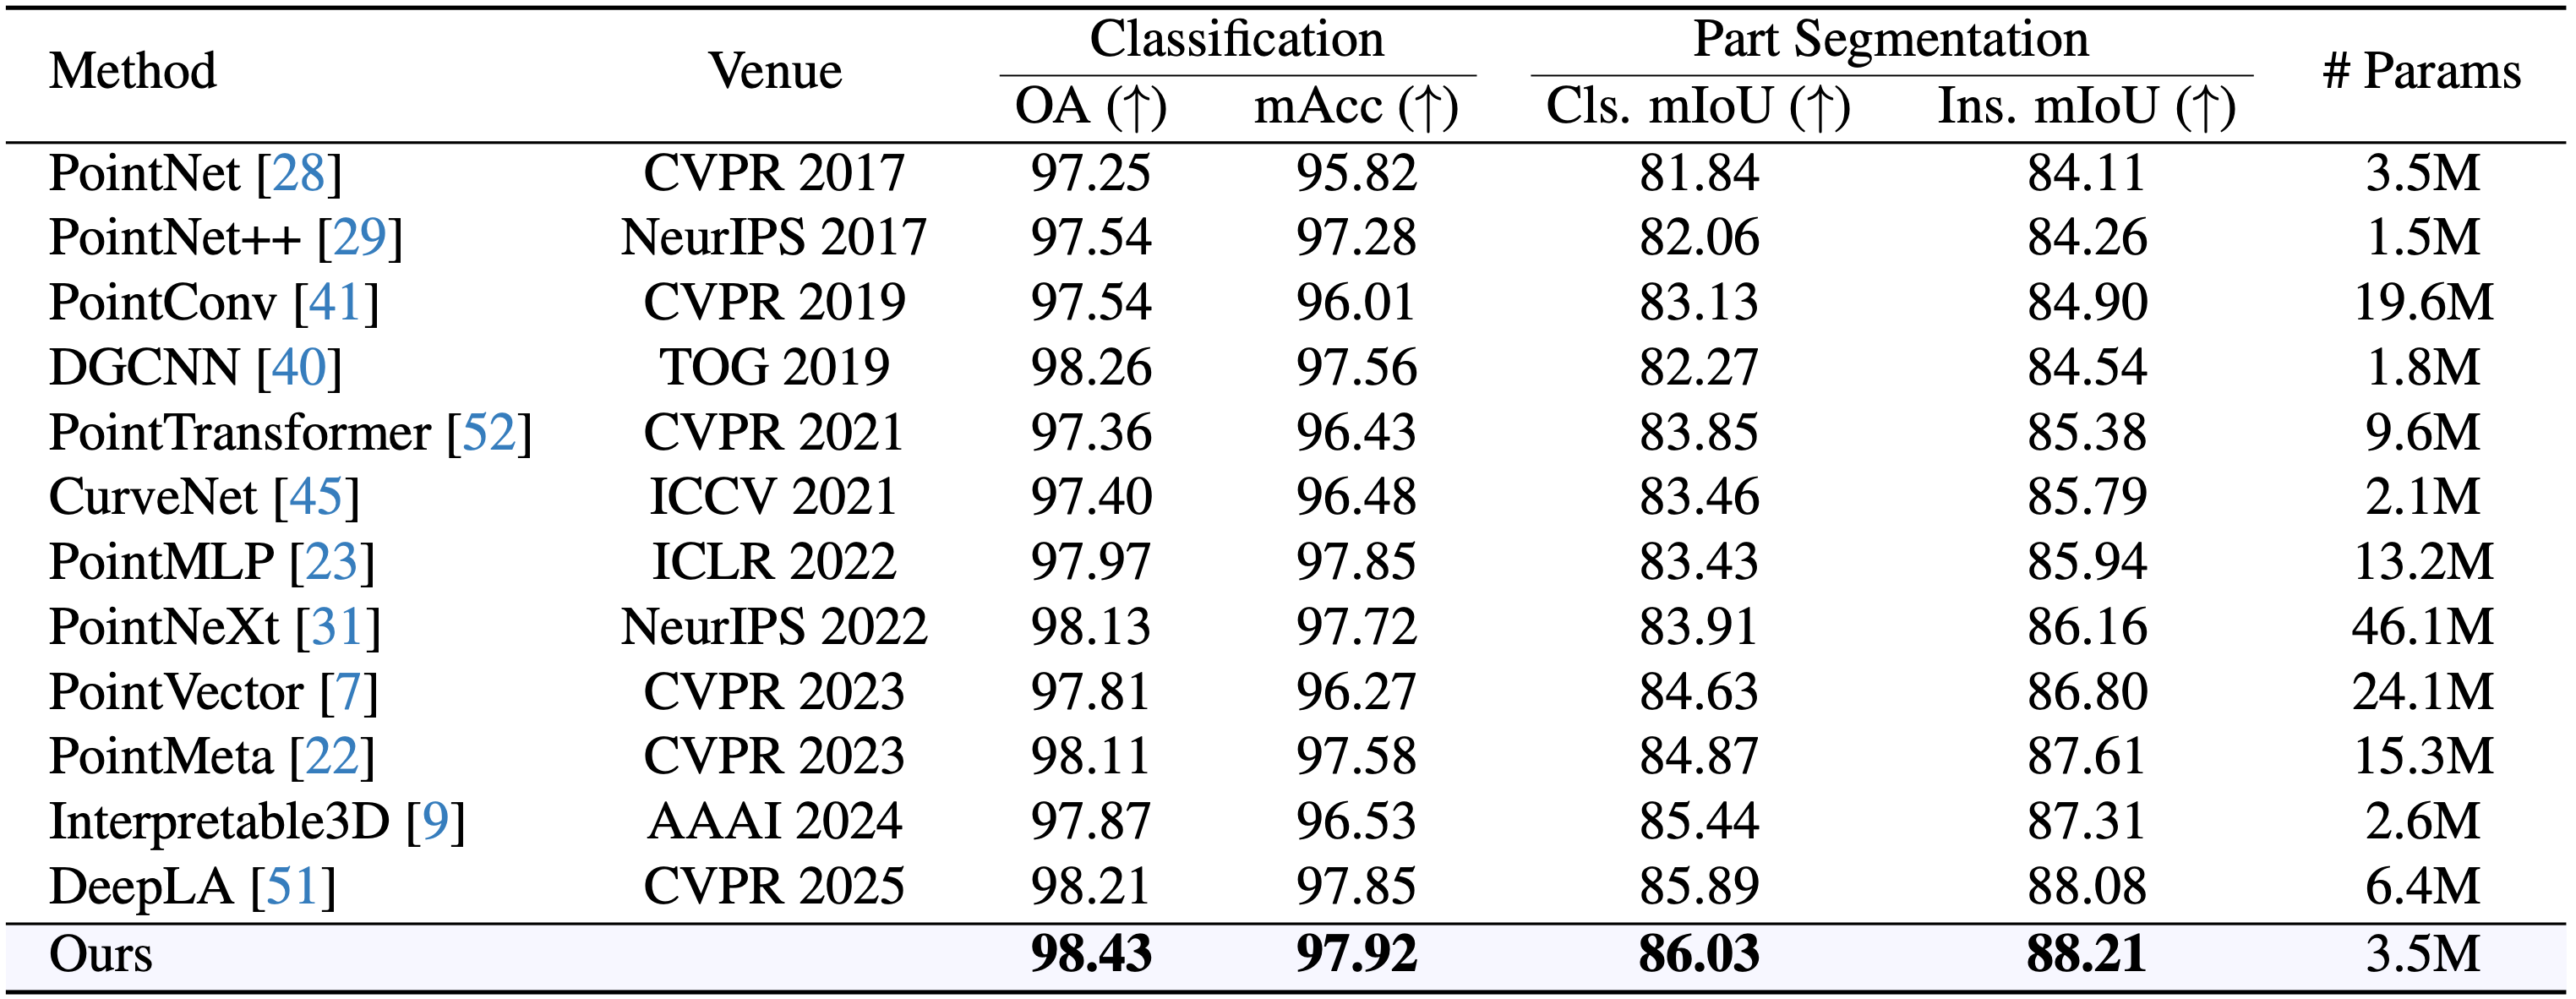 Method Venue Classification Part Segmentation # Params
OA (↑) mAcc (↑) Cls. mIoU (↑) Ins. mIoU (↑)
PointNet [28] CVPR 2017 97.25 95.82 81.84 84.11 3.5M
PointNet++ [29] NeurIPS 2017 97.54 97.28 82.06 84.26 1.5M
PointConv [41] CVPR 2019 97.54 96.01 83.13 84.90 19.6M
DGCNN [40] TOG 2019 98.26 97.56 82.27 84.54 1.8M
PointTransformer [52] CVPR 2021 97.36 96.43 83.85 85.38 9.6M
CurveNet [45] ICCV 2021 97.40 96.48 83.46 85.79 2.1M
PointMLP [23] ICLR 2022 97.97 97.85 83.43 85.94 13.2M
PointNeXt [31] NeurIPS 2022 98.13 97.72 83.91 86.16 46.1M
PointVector [7] CVPR 2023 97.81 96.27 84.63 86.80 24.1M
PointMeta [22] CVPR 2023 98.11 97.58 84.87 87.61 15.3M
Interpretable3D [9] AAAI 2024 97.87 96.53 85.44 87.31 2.6M
DeepLA [51] CVPR 2025 98.21 97.85 85.89 88.08 6.4M
Ours 98.43 97.92 86.03 88.21 3.5M